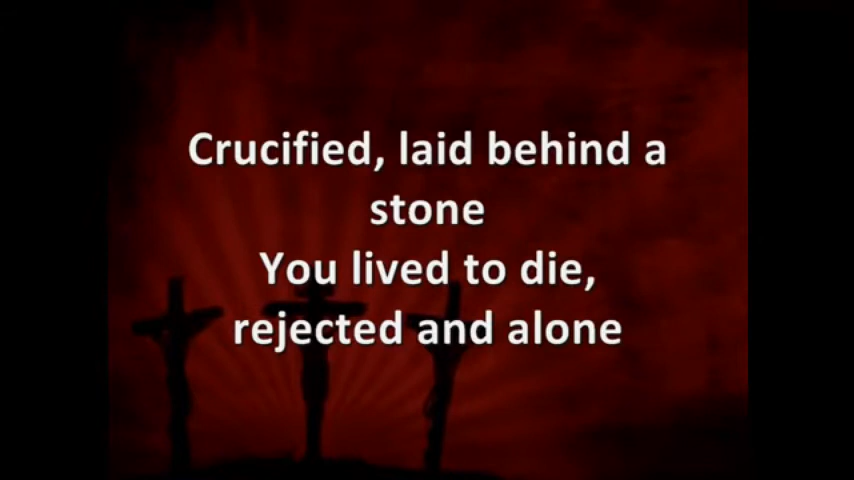 Crucified, laid behind a
stone
You lived to die,
rejected and alone